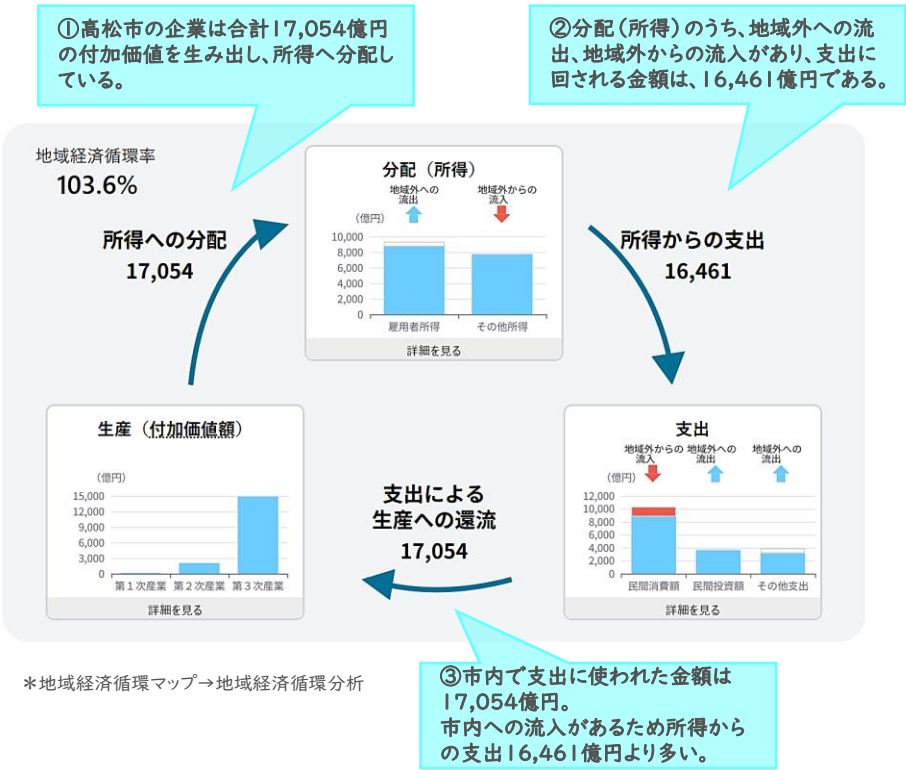 ①高松市の企業は合計17,054億円
の付加価値を生み出し、所得へ分配し
ている。
②分配（所得）のうち、地域外への流
出、地域外からの流入があり、支出に
回される金額は、16,461億円である。
地域経済循環率
103.6%
所得への分配
17,054
分配（所得）
地域外への
流出
地域外からの
流入
（億円）
10,000
8,000
6,000
4,000
2,000
0
雇用者所得
その他所得
詳細を見る
所得からの支出
16,461
生産（付加価値額）
（億円）
15,000
12,000
9,000
6,000
3,000
0
第１次産業
第２次産業
第３次産業
詳細を見る
支出による
生産への還流
17,054
支出
地域外からの
流入
地域外への
流出
地域外への
流出
（億円）
12,000
10,000
8,000
6,000
4,000
2,000
0
民間消費額
民間投資額
その他支出
詳細を見る
＊地域経済循環マップ→地域経済循環分析
③市内で支出に使われた金額は
17,054億円。
市内への流入があるため所得から
の支出16,461億円より多い。